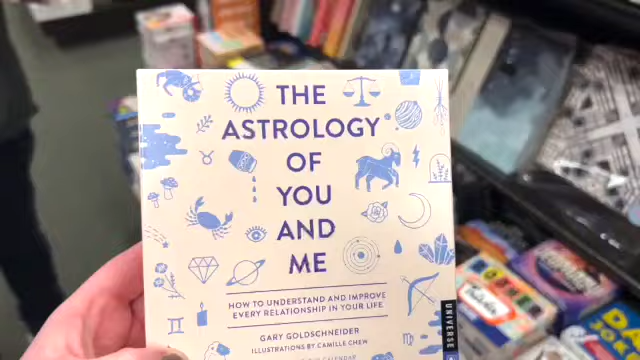 THE
ASTROLOGY
OF
YOU
AND
ME
HOW TO UNDERSTAND AND IMPROVE
EVERY RELATIONSHIP IN YOUR LIFE
GARY GOLDSCHNEIDER
ILLUSTRATIONS BY CAMILLE CHEW
CALENDAR
UNIVERSE